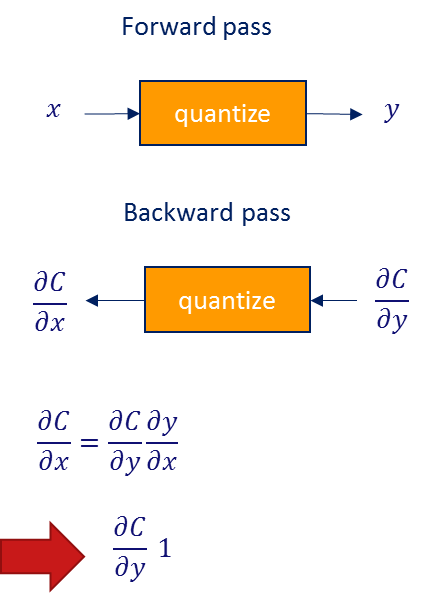 Forward pass
x quantize y
Backward pass
∂C/∂x quantize ∂C/∂y
∂C/∂x = ∂C/∂y ∂y/∂x
∂C/∂y 1